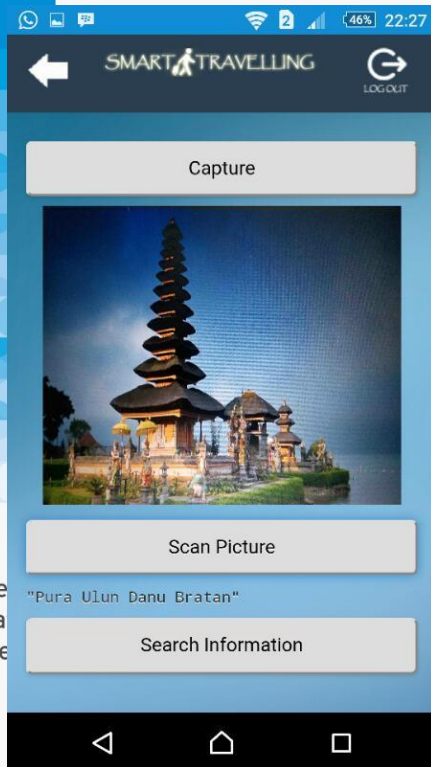 2 46% 22:27
SMART TRAVELLING
LOG OUT
Capture
Scan Picture
"Pura Ulun Danu Bratan"
Search Information